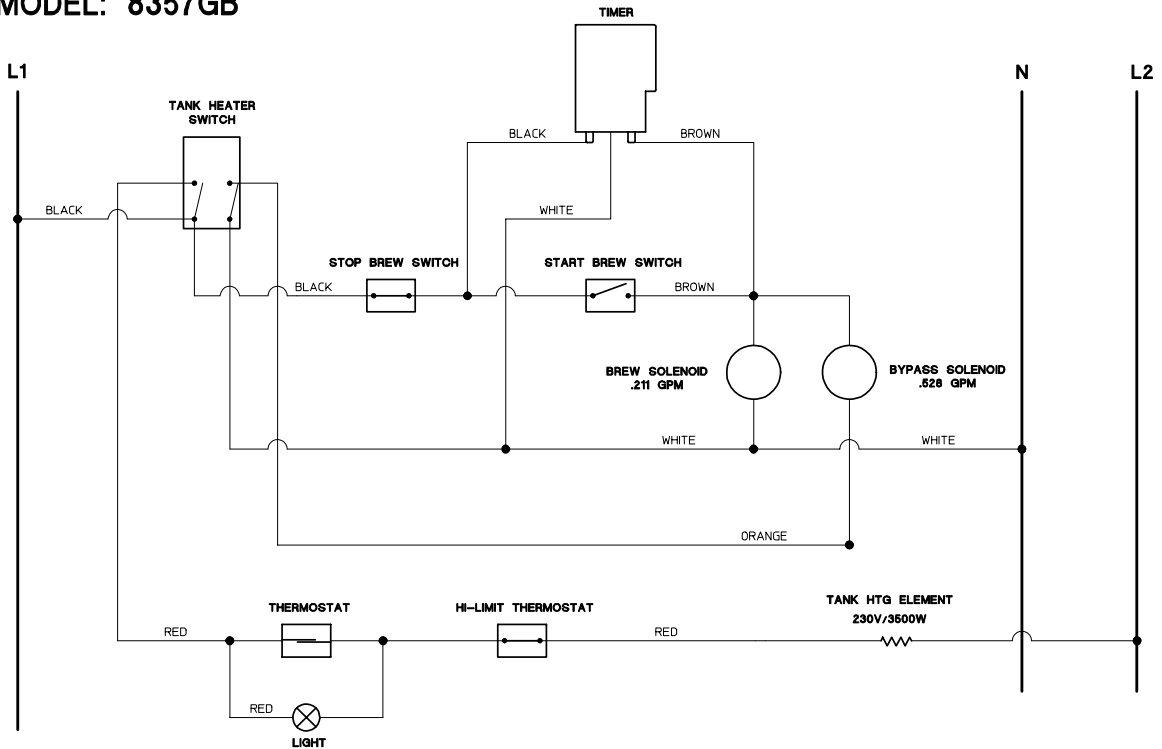 MODEL: 8357GB
TIMER
L1
N
L2
TANK HEATER
SWITCH
BLACK
BROWN
BLACK
WHITE
STOP BREW SWITCH
START BREW SWITCH
BLACK
BROWN
BREW SOLENOID
.211 GPM
BYPASS SOLENOID
.528 GPM
WHITE
WHITE
ORANGE
THERMOSTAT
HI-LIMIT THERMOSTAT
TANK HTG ELEMENT
230V/3500W
RED
RED
RED
LIGHT